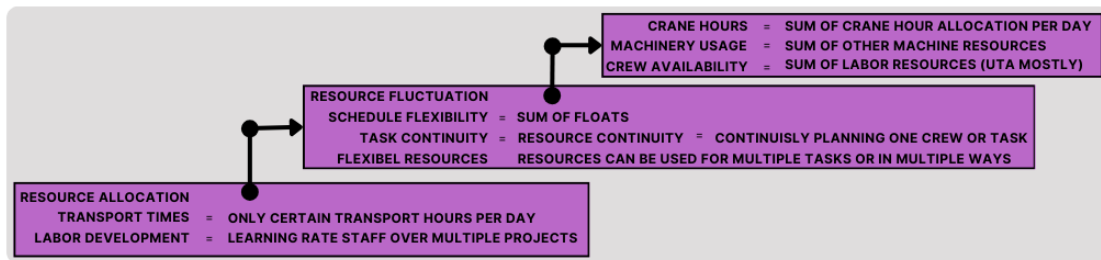 CRANE HOURS = SUM OF CRANE HOUR ALLOCATION PER DAY
MACHINERY USAGE = SUM OF OTHER MACHINE RESOURCES
CREW AVAILABILITY = SUM OF LABOR RESOURCES (UTA MOSTLY)
RESOURCE FLUCTUATION
SCHEDULE FLEXIBILITY = SUM OF FLOATS
TASK CONTINUITY = RESOURCE CONTINUITY = CONTINUISLY PLANNING ONE CREW OR TASK
FLEXIBEL RESOURCES RESOURCES CAN BE USED FOR MULTIPLE TASKS OR IN MULTIPLE WAYS
RESOURCE ALLOCATION
TRANSPORT TIMES = ONLY CERTAIN TRANSPORT HOURS PER DAY
LABOR DEVELOPMENT = LEARNING RATE STAFF OVER MULTIPLE PROJECTS